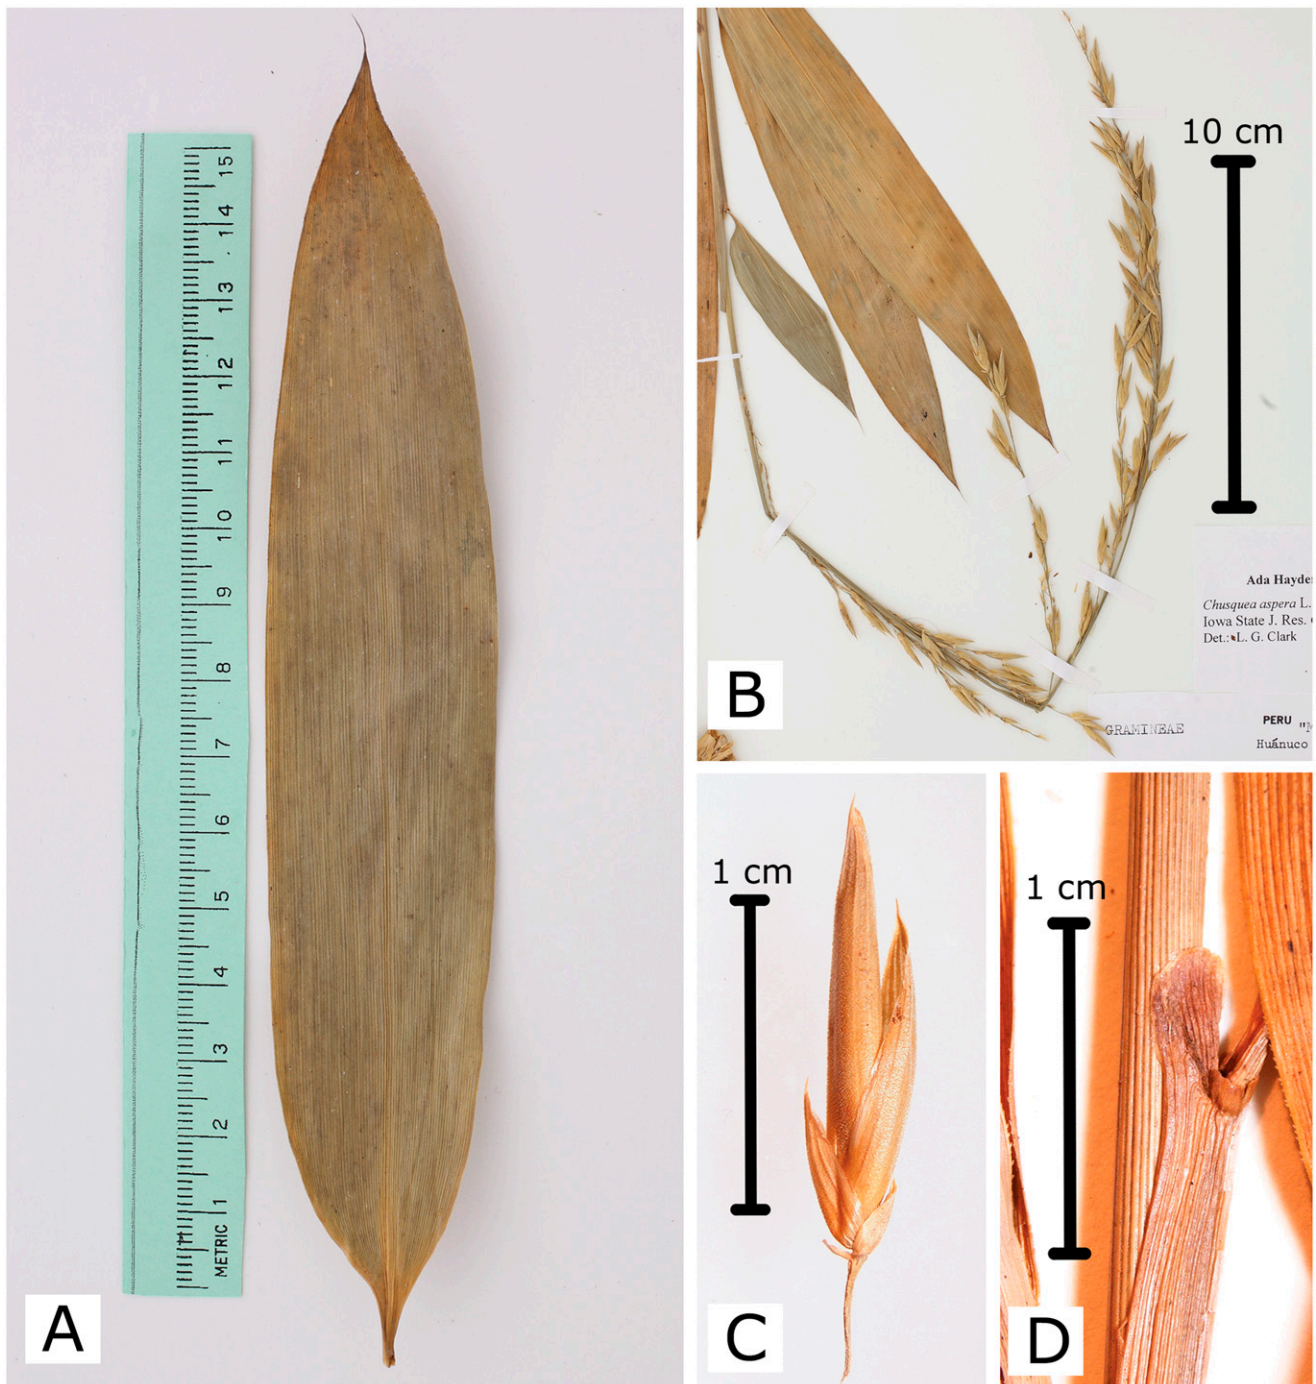 15
14
13
12
11
10
9
8
7
6
5
4
3
2
1
METRIC
A
10 cm
Ada Hayde
Chusquea aspera L.
Iowa State J. Res.
Det.: L. G. Clark
GRAMINEAE
PERU "M
Huánuco
B
1 cm
C
1 cm
D